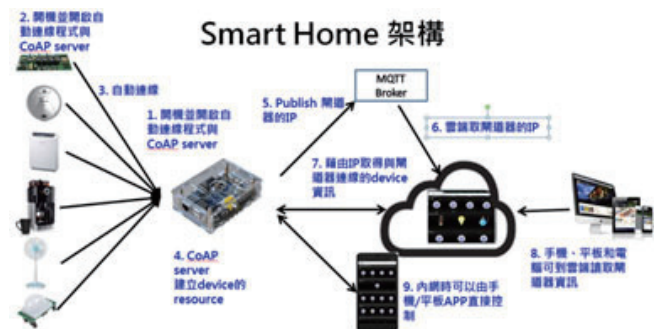 Smart Home 架構
2. 開機並開啟自
動連線程式與
CoAP server
3. 自動連線
1. 開機並開啟自
動連線程式與
CoAP server
4. CoAP
server
建立device的
resource
5. Publish 閘道
器的IP
MQTT
Broker
6. 雲端取閘道器的IP
7. 藉由IP取得與閘
道器連線的device
資訊
8. 手機、平板和電
腦可到雲端讀取閘
道器資訊
9. 內網時可以由手
機/平板APP直接控
制